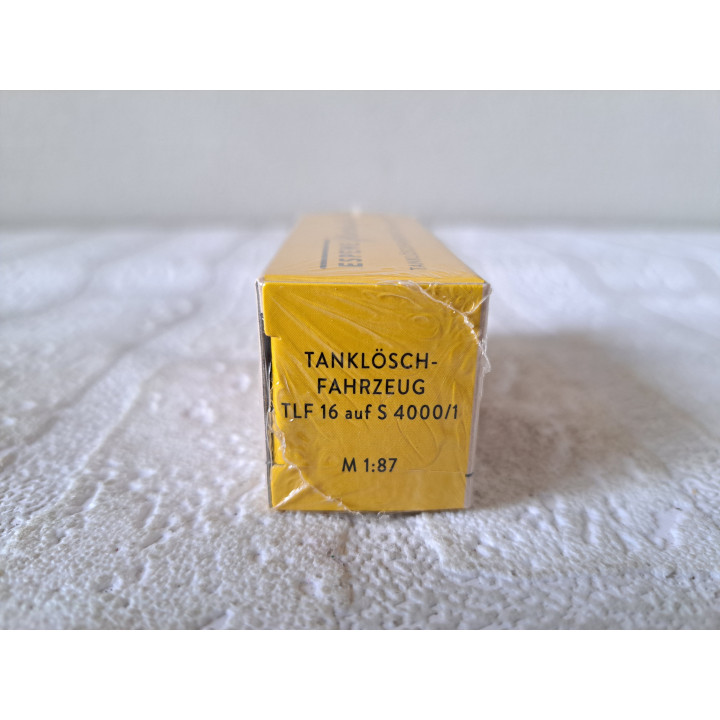 TANKLÖSCH-
FAHRZEUG
TLF 16 auf S 4000/1
M 1:87